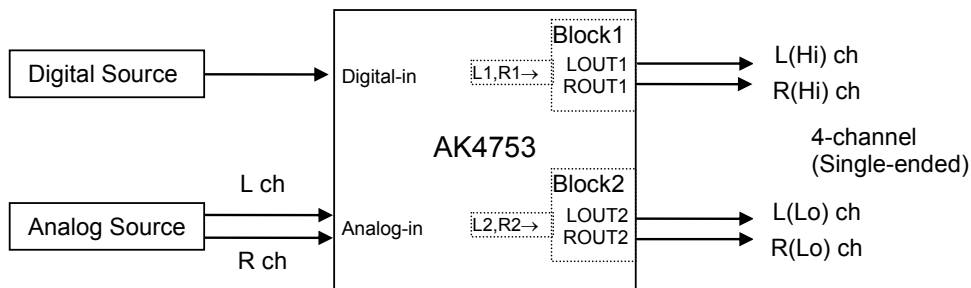 Digital Source
Digital-in
L1,R1→
Block1
LOUT1
ROUT1
L(Hi) ch
R(Hi) ch
AK4753
4-channel
(Single-ended)
L ch
Analog Source
R ch
Analog-in
L2,R2→
Block2
LOUT2
ROUT2
L(Lo) ch
R(Lo) ch